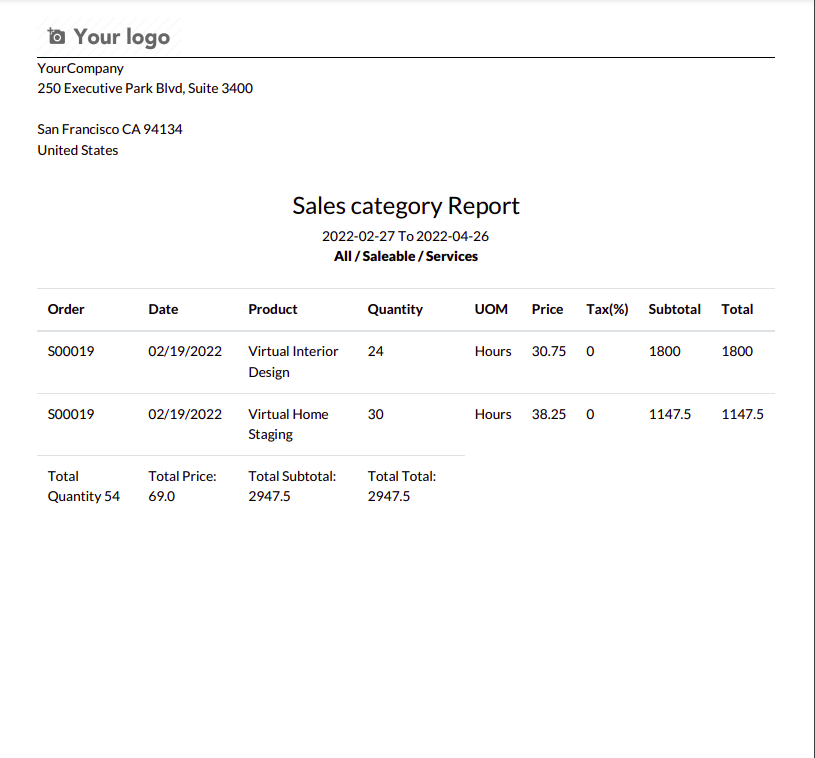 Your logo
YourCompany
250 Executive Park Blvd, Suite 3400
San Francisco CA 94134
United States
Sales category Report
2022-02-27 To 2022-04-26
All / Saleable / Services
Order Date Product Quantity UOM Price Tax(%) Subtotal Total
S00019 02/19/2022 Virtual Interior 24 Hours 30.75 0 1800 1800
Design
S00019 02/19/2022 Virtual Home 30 Hours 38.25 0 1147.5 1147.5
Staging
Total Total Price: Total Subtotal: Total Total:
Quantity 54 69.0 2947.5 2947.5